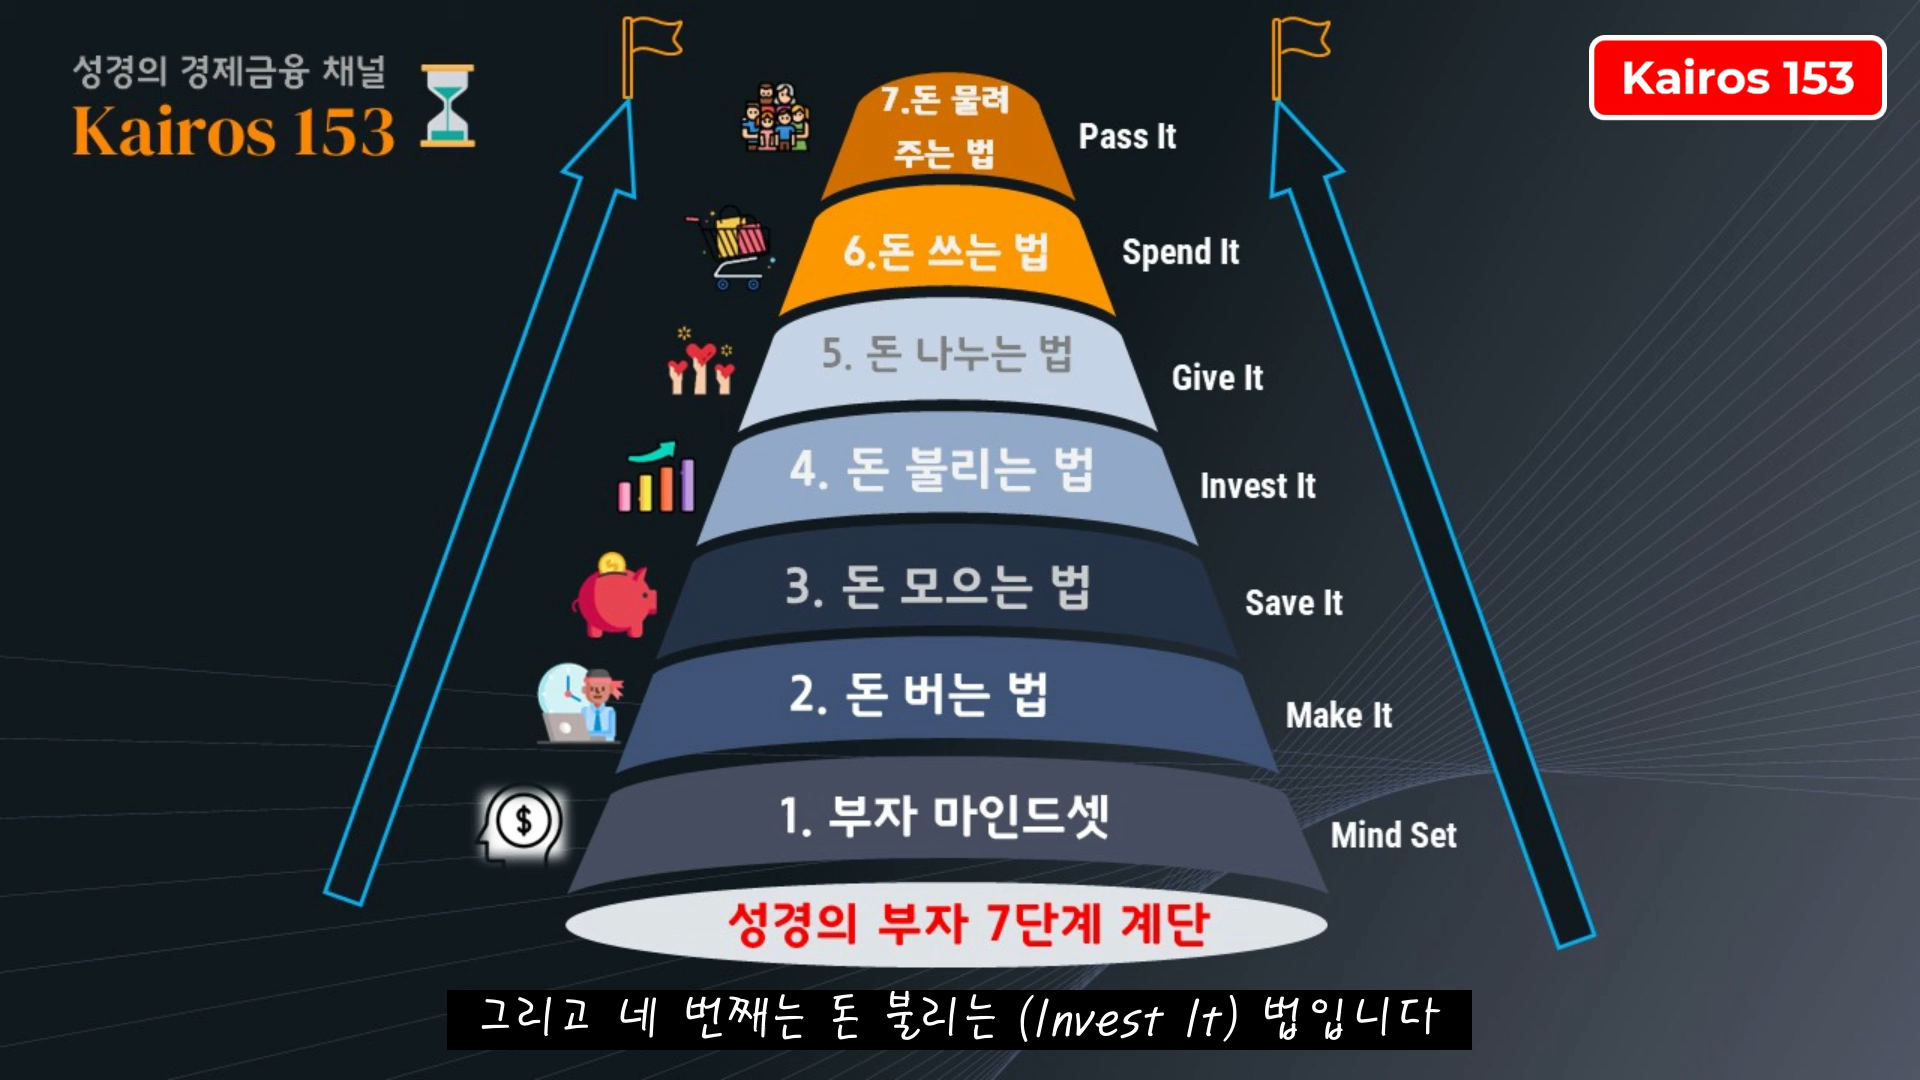 성경의 경제금융 채널
Kairos 153
Kairos 153
7.돈 물려
주는 법
Pass It
6.돈 쓰는 법
Spend It
5. 돈 나누는 법
Give It
4. 돈 불리는 법
Invest It
3. 돈 모으는 법
Save It
2. 돈 버는 법
Make It
1. 부자 마인드셋
Mind Set
성경의 부자 7단계 계단
그리고 네 번째는 돈 불리는 (Invest It) 법입니다